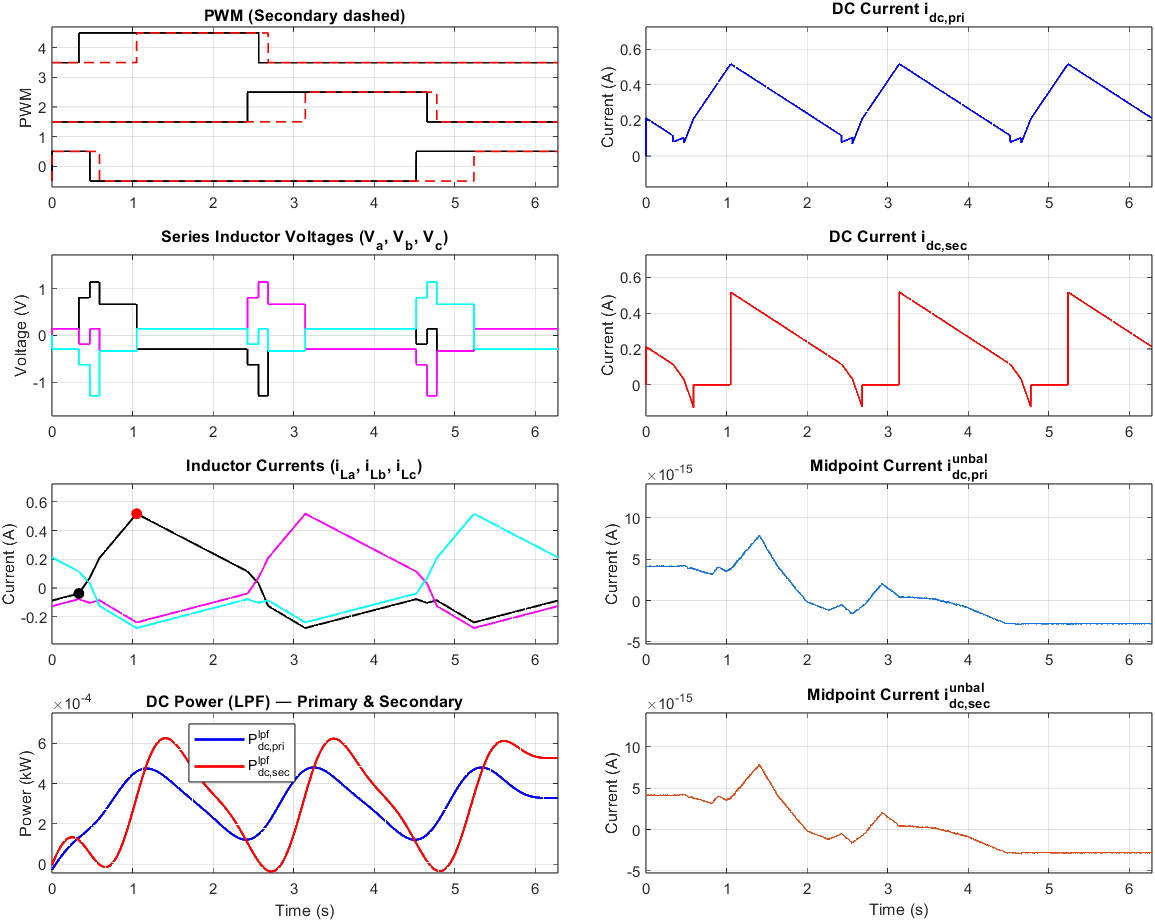 PWM (Secondary dashed)
PWM
4
3
2
1
0
0 1 2 3 4 5 6
DC Current i_dc,pri
Current (A)
0.6
0.4
0.2
0
0 1 2 3 4 5 6
Series Inductor Voltages (V_a, V_b, V_c)
Voltage (V)
1
0
-1
0 1 2 3 4 5 6
DC Current i_dc,sec
Current (A)
0.6
0.4
0.2
0
0 1 2 3 4 5 6
Inductor Currents (i_La, i_Lb, i_Lc)
Current (A)
0.6
0.4
0.2
0
-0.2
0 1 2 3 4 5 6
Midpoint Current i^unbal_dc,pri
×10^-15
Current (A)
10
5
0
-5
0 1 2 3 4 5 6
DC Power (LPF) — Primary & Secondary
×10^-4
Power (kW)
6
4
2
0
P^lpf_dc,pri
P^lpf_dc,sec
0 1 2 3 4 5 6
Time (s)
Midpoint Current i^unbal_dc,sec
×10^-15
Current (A)
10
5
0
-5
0 1 2 3 4 5 6
Time (s)